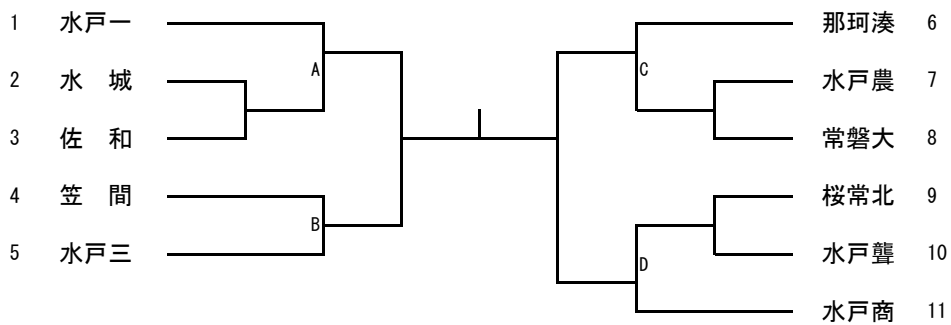 1 水戸一
2 水　城
3 佐　和
4 笠　間
5 水戸三
A
B
那珂湊 6
水戸農 7
常磐大 8
桜常北 9
水戸聾 10
水戸商 11
C
D